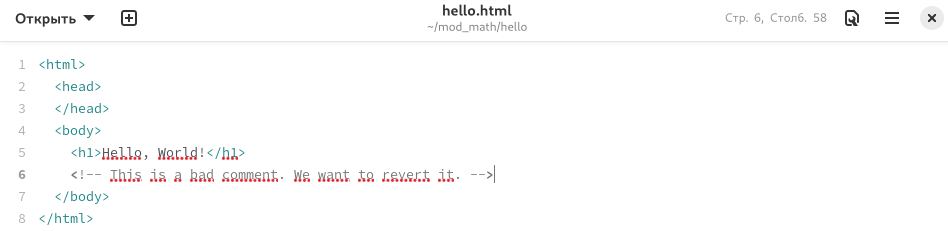 Открыть
hello.html
~/mod_math/hello
Стр. 6, Столб. 58
1 <html>
2   <head>
3   </head>
4   <body>
5     <h1>Hello, World!</h1>
6     <!-- This is a bad comment. We want to revert it. -->
7   </body>
8 </html>